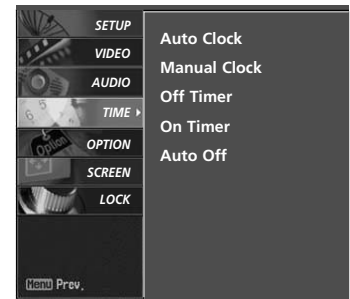 SETUP
VIDEO
AUDIO
TIME
OPTION
SCREEN
LOCK
Menu Prev.
Auto Clock
Manual Clock
Off Timer
On Timer
Auto Off
Option